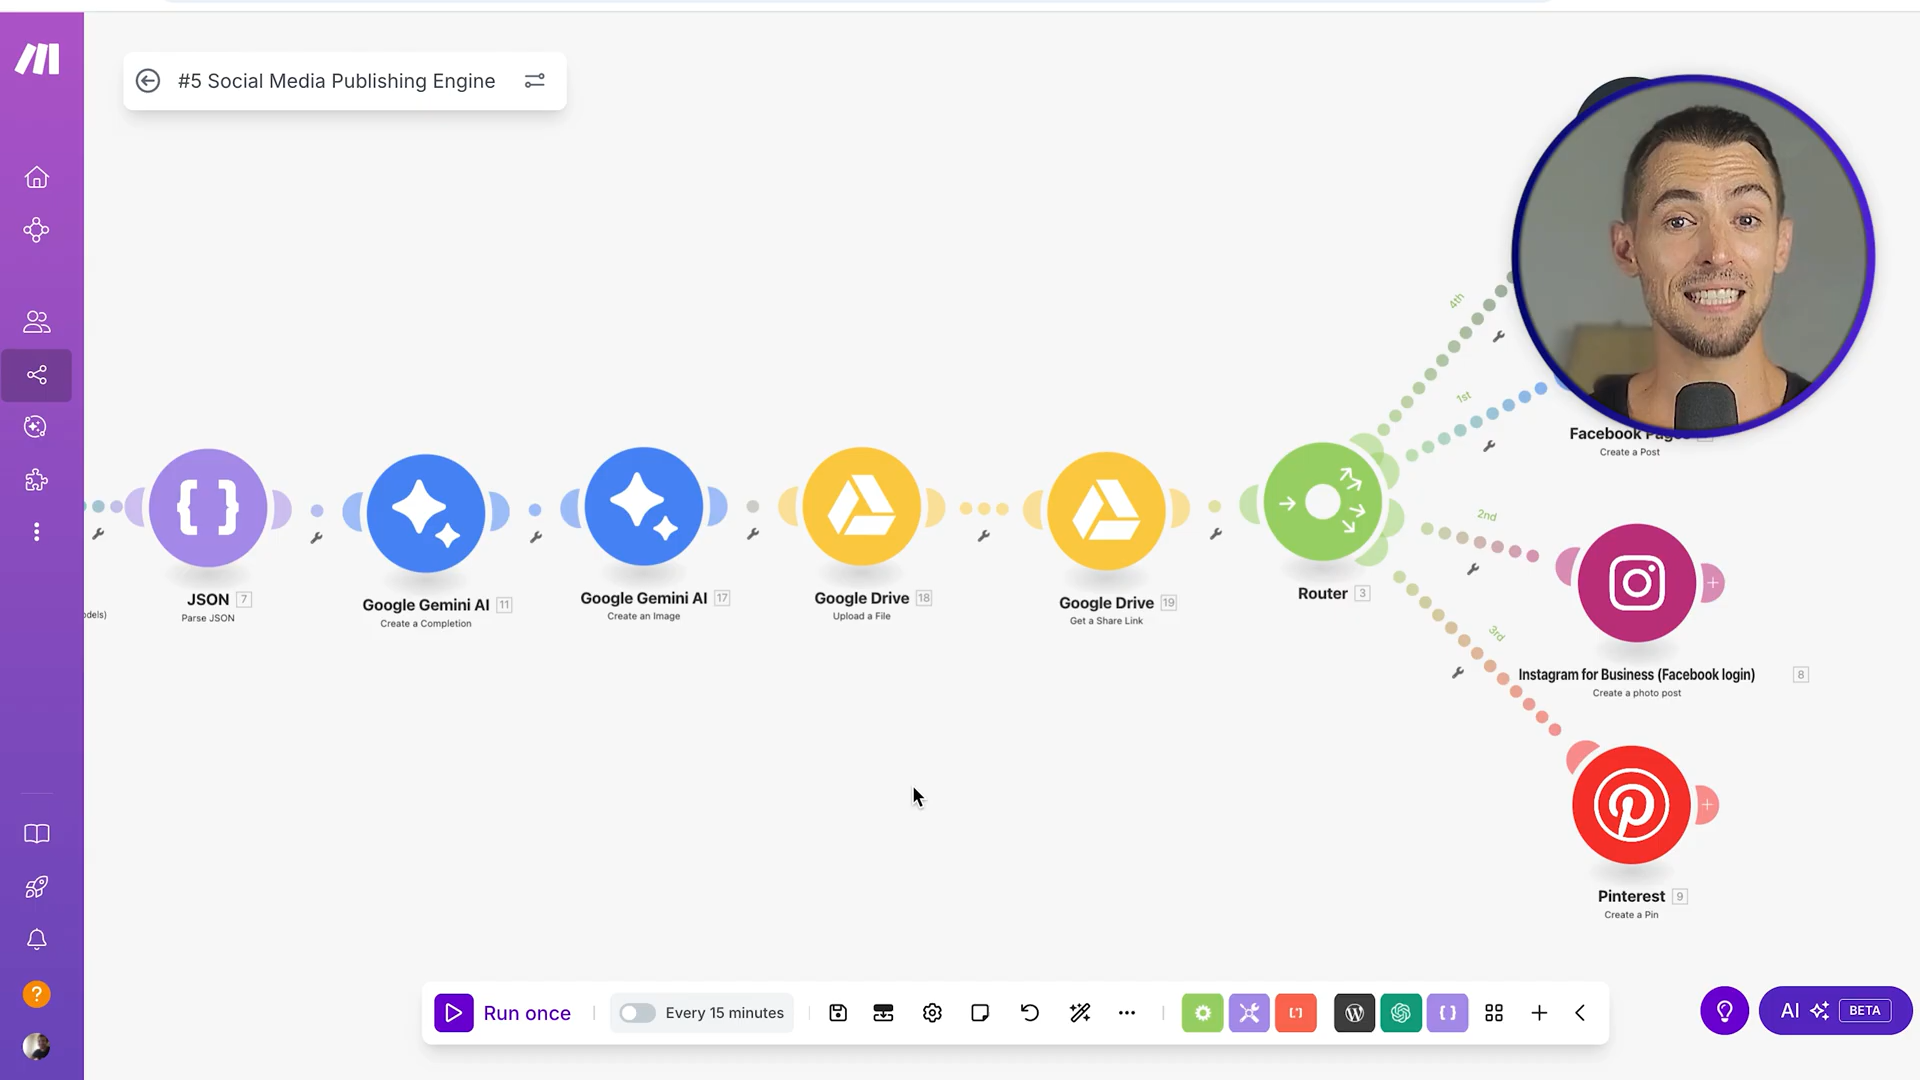 #5 Social Media Publishing Engine
4th
1st
Facebook Pages
Create a Post
2nd
odels)
JSON 7
Parse JSON
Google Gemini AI 11
Create a Completion
Google Gemini AI 17
Create an Image
Google Drive 18
Upload a File
Google Drive 19
Get a Share Link
Router 3
3rd
Instagram for Business (Facebook login) 8
Create a photo post
Pinterest 9
Create a Pin
Run once
Every 15 minutes
AI BETA